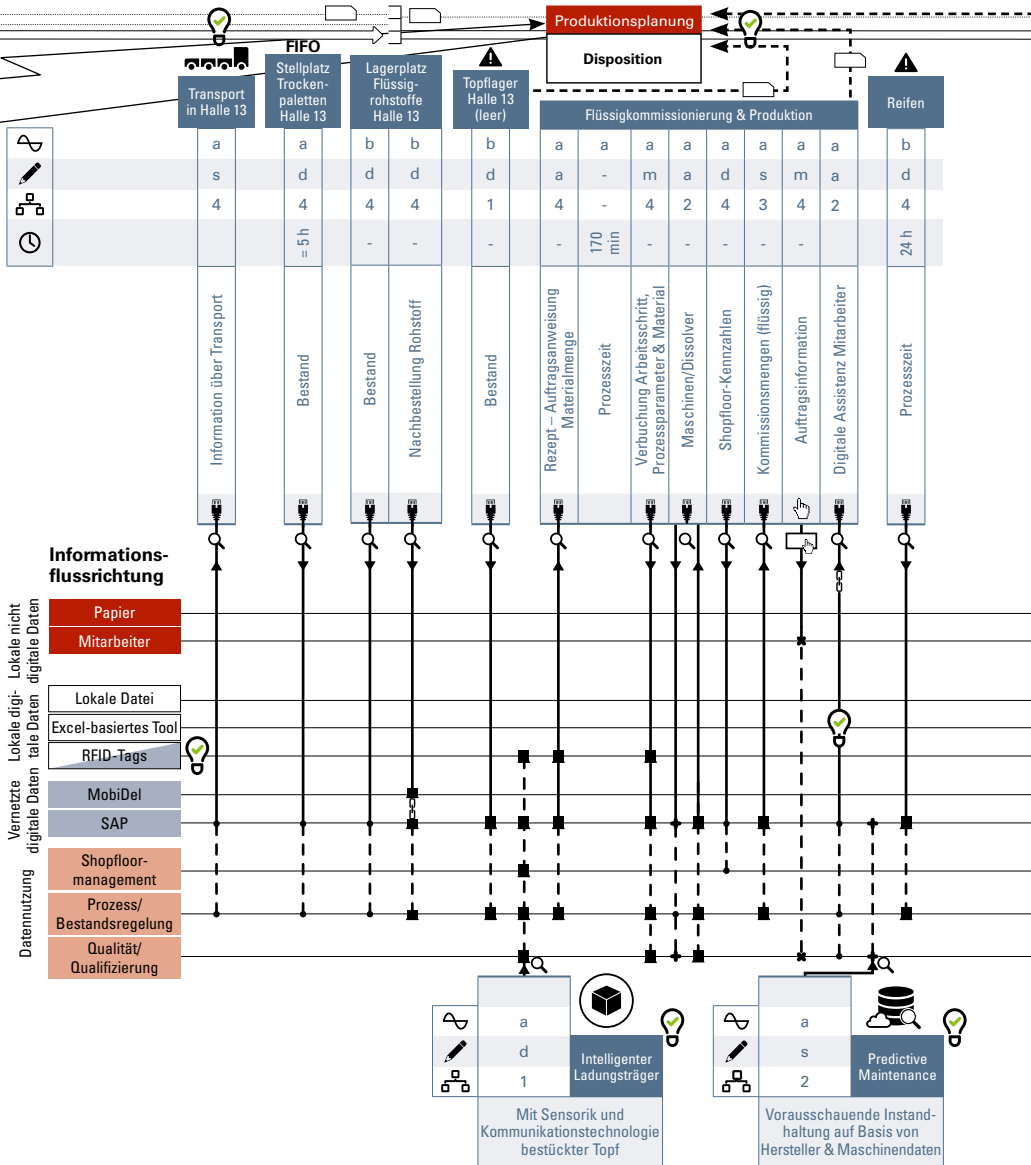 Produktionsplanung
Disposition
FIFO
Transport
in Halle 13
Stellplatz
Trocken-
paletten
Halle 13
Lagerplatz
Flüssig-
rohstoffe
Halle 13
Topflager
Halle 13
(leer)
Flüssigkommissionierung & Produktion
Reifen
a a b b b a a a a a a a a b
s d d d d a - m a d s m a d
4 4 4 4 1 4 - 4 2 4 3 4 2 4
= 5 h - - - - 170 min - - - - - 24 h
Information über Transport
Bestand
Bestand
Nachbestellung Rohstoff
Bestand
Rezept – Auftragsanweisung
Materialmenge
Prozesszeit
Verbuchung Arbeitsschritt,
Prozessparameter & Material
Maschinen/Dissolver
Shopfloor-Kennzahlen
Kommissionsmengen (flüssig)
Auftragsinformation
Digitale Assistenz Mitarbeiter
Prozesszeit
Informations-
flussrichtung
Lokale nicht
digitale Daten
Papier
Mitarbeiter
Lokale digi-
tale Daten
Lokale Datei
Excel-basiertes Tool
RFID-Tags
Vernetzte
digitale Daten
MobiDel
SAP
Datennutzung
Shopfloor-
management
Prozess/
Bestandsregelung
Qualität/
Qualifizierung
a
d
1
Intelligenter
Ladungsträger
Mit Sensorik und
Kommunikationstechnologie
bestückter Topf
a
s
2
Predictive
Maintenance
Vorausschauende Instand-
haltung auf Basis von
Hersteller & Maschinendaten